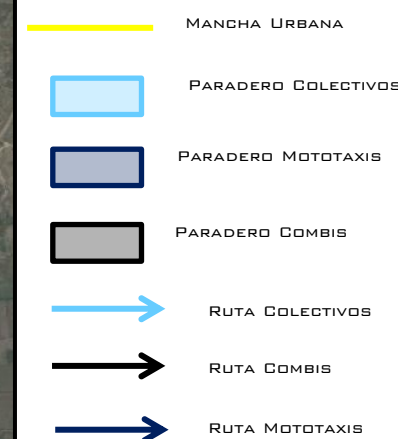 Mancha Urbana
Paradero Colectivos
Paradero Mototaxis
Paradero Combis
Ruta Colectivos
Ruta Combis
Ruta Mototaxis